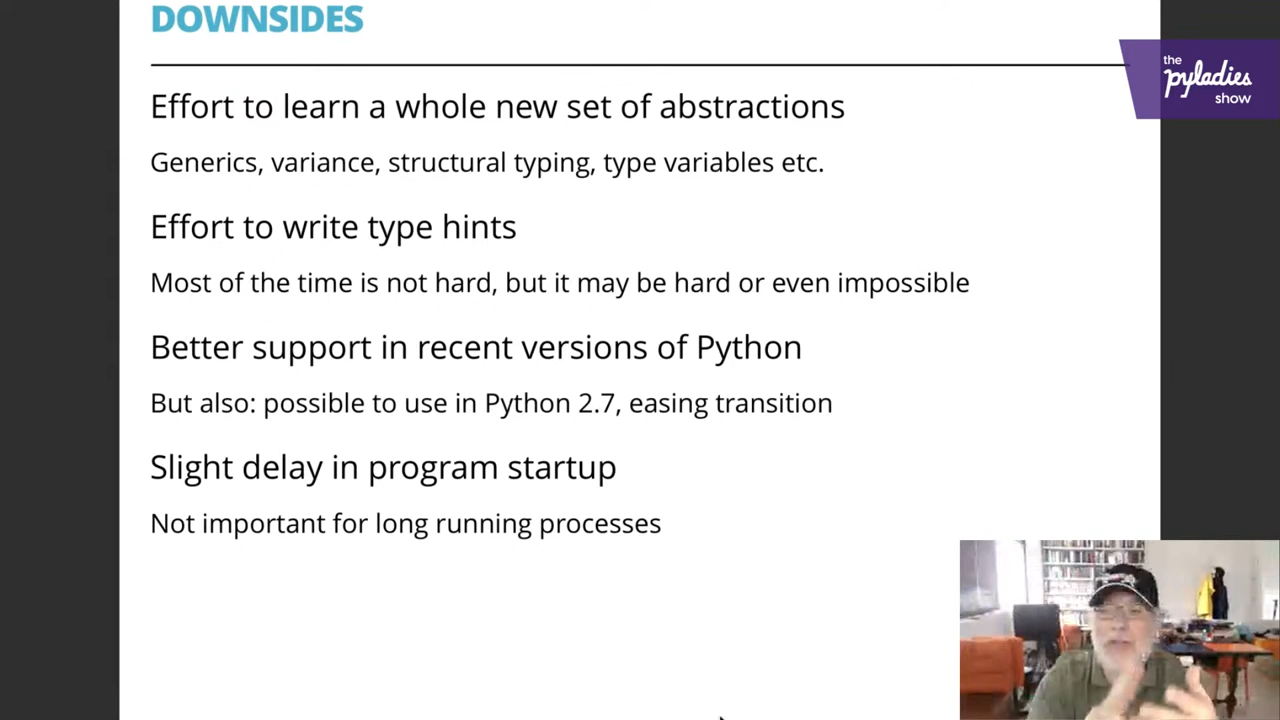 DOWNSIDES
the
pyladies
show
Effort to learn a whole new set of abstractions
Generics, variance, structural typing, type variables etc.
Effort to write type hints
Most of the time is not hard, but it may be hard or even impossible
Better support in recent versions of Python
But also: possible to use in Python 2.7, easing transition
Slight delay in program startup
Not important for long running processes